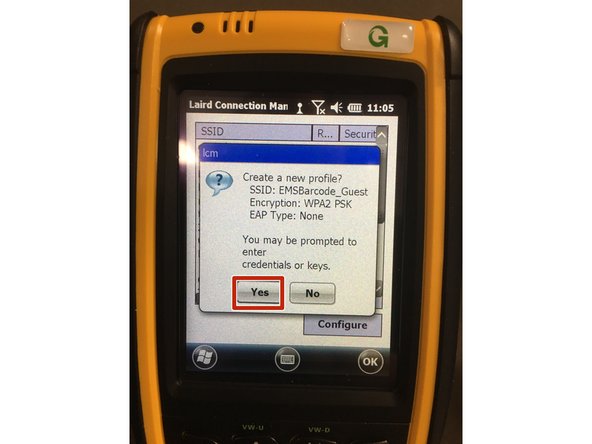 G
Laird Connection Man 11:05
SSID R... Securit
lcm
Create a new profile?
SSID: EMSBarcode_Guest
Encryption: WPA2 PSK
EAP Type: None
You may be prompted to
enter
credentials or keys.
Yes No
Configure
OK
VW-U VW-D